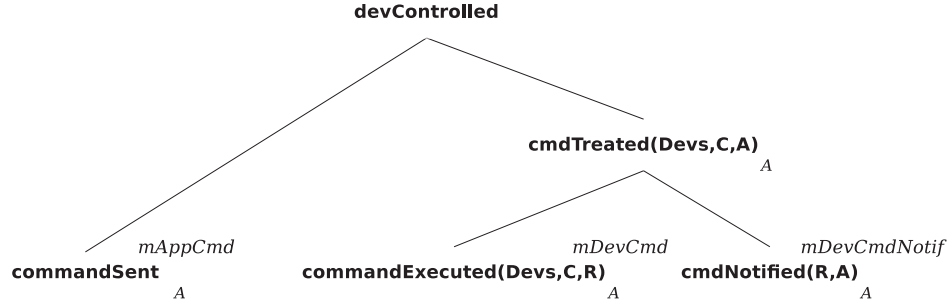 devControlled
cmdTreated(Devs,C,A)
A
mAppCmd mDevCmd mDevCmdNotif
commandSent commandExecuted(Devs,C,R) cmdNotified(R,A)
A A A